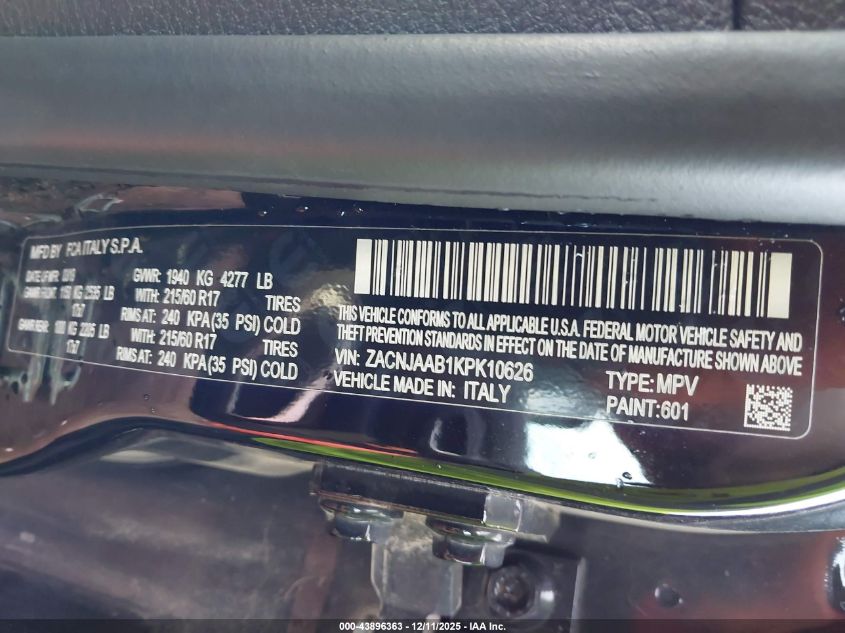 MFD BY FCA ITALY S.P.A.
GVWR: 1940 KG 4277 LB
WITH: 215/60 R17 TIRES
RIMS AT: 240 KPA(35 PSI) COLD
WITH: 215/60 R17 TIRES
RIMS AT: 240 KPA(35 PSI) COLD
THIS VEHICLE CONFORMS TO ALL APPLICABLE U.S.A. FEDERAL MOTOR VEHICLE SAFETY AND
THEFT PREVENTION STANDARDS IN EFFECT ON THE DATE OF MANUFACTURE SHOWN ABOVE
VIN: ZACNJAAB1KPK10626
TYPE: MPV
VEHICLE MADE IN: ITALY
PAINT: 601
000-43896363 - 12/11/2025 - IAA Inc.